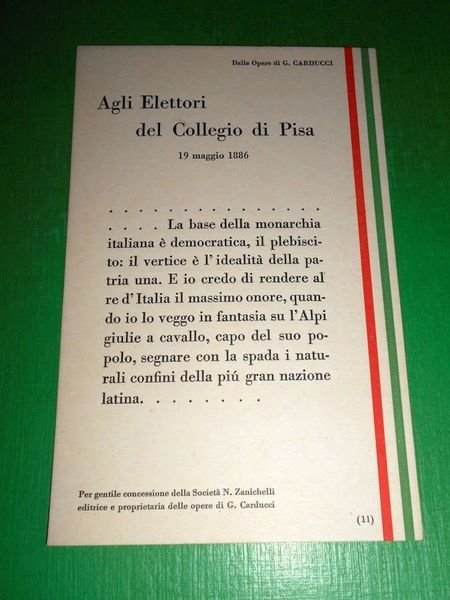 Dalle Opere di G. CARDUCCI
Agli Elettori
del Collegio di Pisa
19 maggio 1886
. . . . . . . . . . . . . . . .
. . . . La base della monarchia
italiana è democratica, il plebisci-
to: il vertice è l'idealità della pa-
tria una. E io credo di rendere al
re d'Italia il massimo onore, quan-
do io lo veggo in fantasia su l'Alpi
giulie a cavallo, capo del suo po-
polo, segnare con la spada i natu-
rali confini della piú gran nazione
latina. . . . . . . .
Per gentile concessione della Società N. Zanichelli
editrice e proprietaria delle opere di G. Carducci
(11)